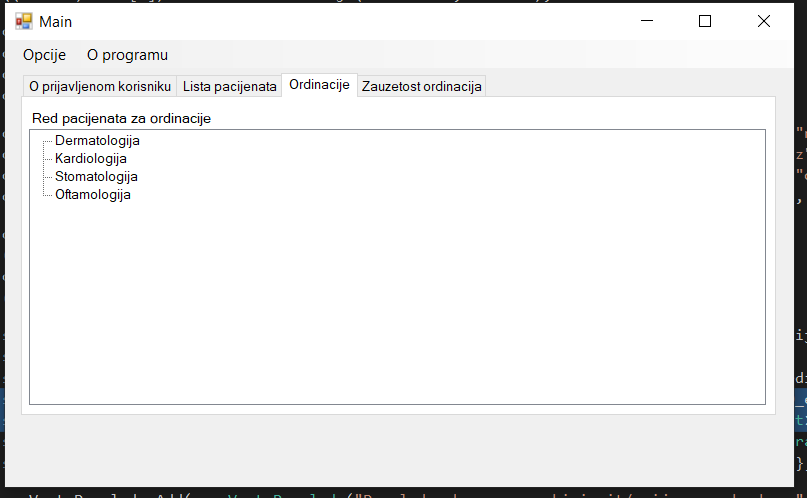 Main
Opcije O programu
O prijavljenom korisniku Lista pacijenata Ordinacije Zauzetost ordinacija
Red pacijenata za ordinacije
Dermatologija
Kardiologija
Stomatologija
Oftamologija